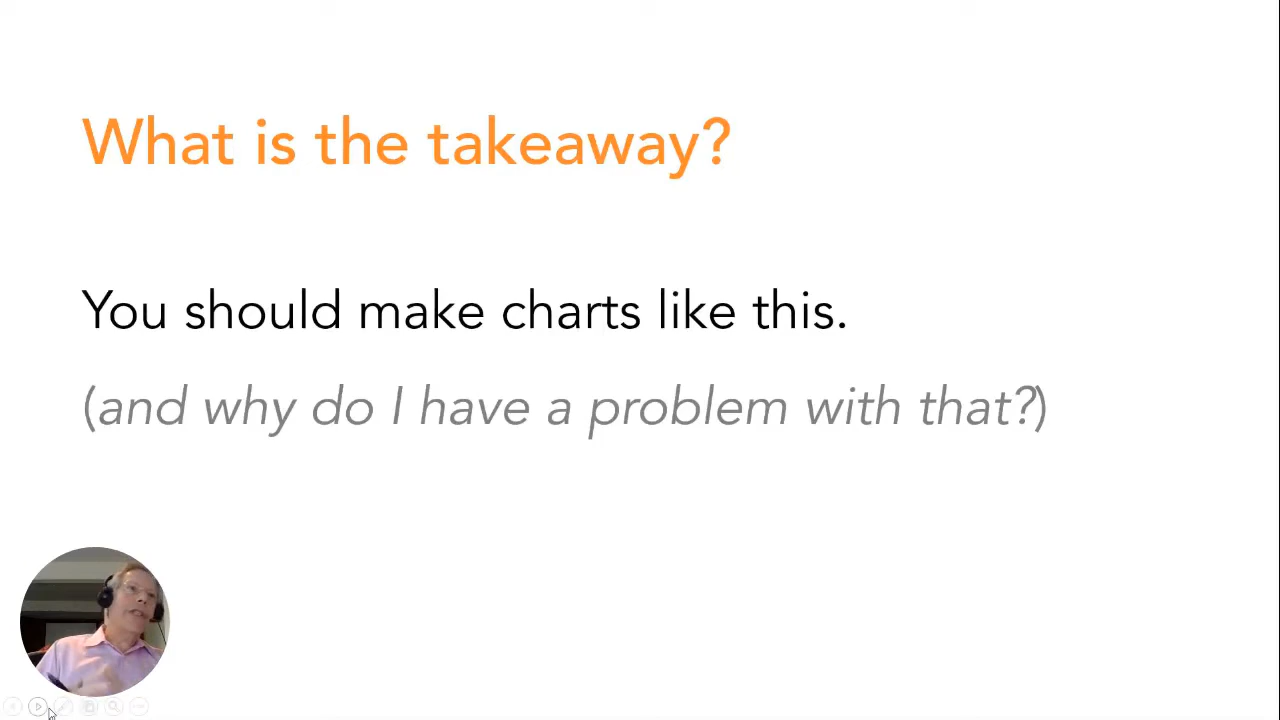 What is the takeaway?
You should make charts like this.
(and why do I have a problem with that?)